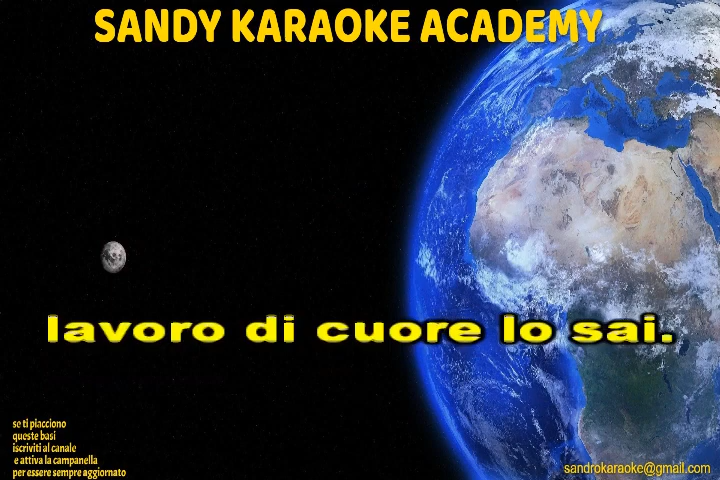 SANDY KARAOKE ACADEMY
lavoro di cuore lo sai.
se ti piacciono
queste basi
iscriviti al canale
e attiva la campanella
per essere sempre aggiornato
sandrokaraoke@gmail.com